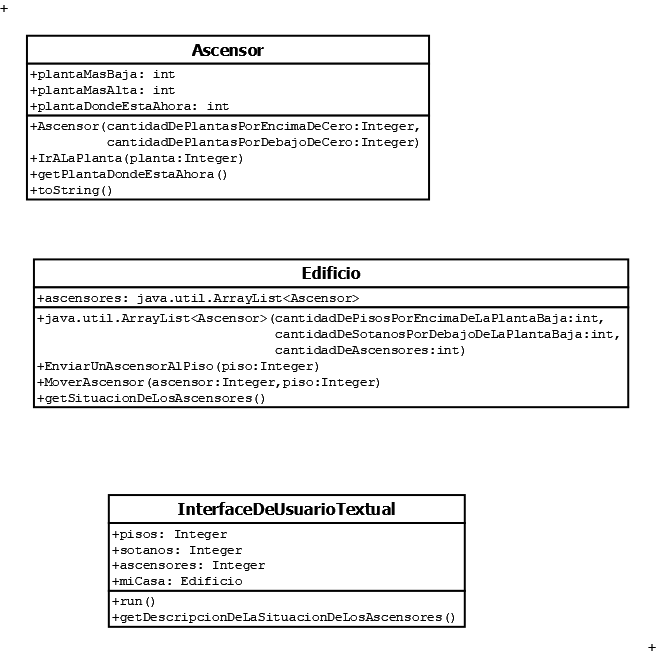 +
Ascensor
+plantaMasBaja: int
+plantaMasAlta: int
+plantaDondeEstaAhora: int
+Ascensor(cantidadDePlantasPorEncimaDeCero:Integer,
cantidadDePlantasPorDebajoDeCero:Integer)
+IrALaPlanta(planta:Integer)
+getPlantaDondeEstaAhora()
+toString()
Edificio
+ascensores: java.util.ArrayList<Ascensor>
+java.util.ArrayList<Ascensor>(cantidadDePisosPorEncimaDeLaPlantaBaja:int,
cantidadDeSotanosPorDebajoDeLaPlantaBaja:int,
cantidadDeAscensores:int)
+EnviarUnAscensorAlPiso(piso:Integer)
+MoverAscensor(ascensor:Integer,piso:Integer)
+getSituacionDeLosAscensores()
InterfaceDeUsuarioTextual
+pisos: Integer
+sotanos: Integer
+ascensores: Integer
+miCasa: Edificio
+run()
+getDescripcionDeLaSituacionDeLosAscensores()
+